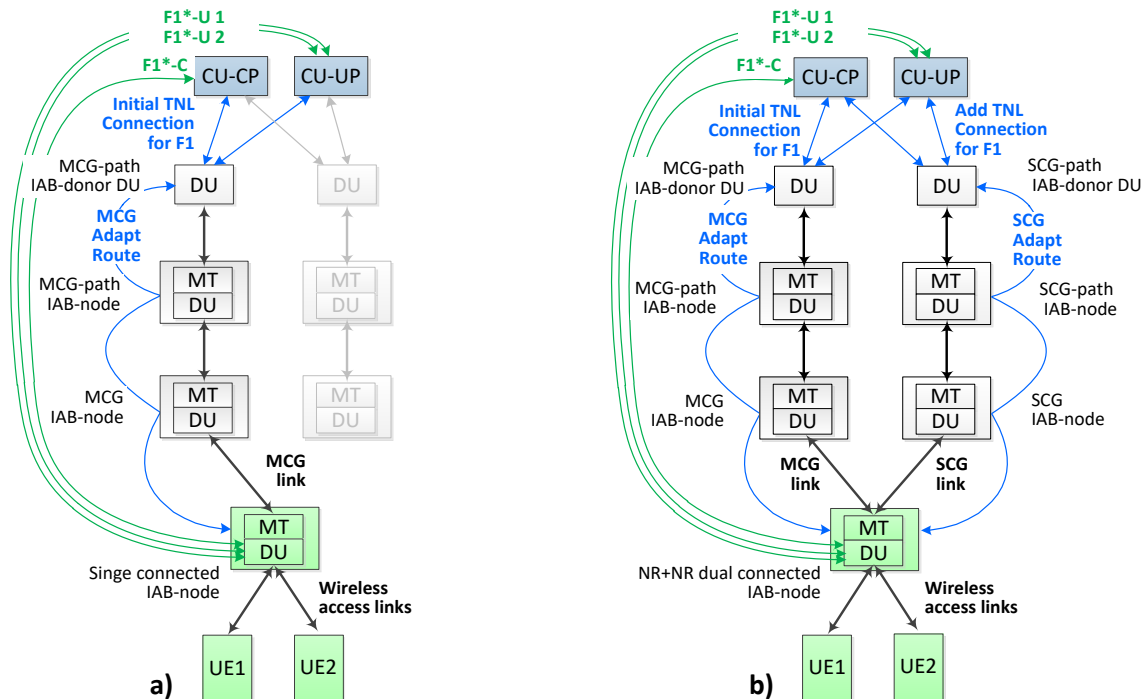 F1*-U 1
F1*-U 2
F1*-C
CU-CP
CU-UP
Initial TNL
Connection
for F1
MCG-path
IAB-donor DU
DU
DU
MCG
Adapt
Route
MCG-path
IAB-node
MT
DU
MT
DU
MCG
IAB-node
MT
DU
MT
DU
MCG
link
MT
DU
Singe connected
IAB-node
Wireless
access links
UE1
UE2
a)
F1*-U 1
F1*-U 2
F1*-C
CU-CP
CU-UP
Initial TNL
Connection
for F1
Add TNL
Connection
for F1
MCG-path
IAB-donor DU
DU
DU
SCG-path
IAB-donor DU
MCG
Adapt
Route
SCG
Adapt
Route
MCG-path
IAB-node
MT
DU
MT
DU
SCG-path
IAB-node
MCG
IAB-node
MT
DU
MT
DU
SCG
IAB-node
MCG
link
SCG
link
MT
DU
NR+NR dual connected
IAB-node
Wireless
access links
UE1
UE2
b)